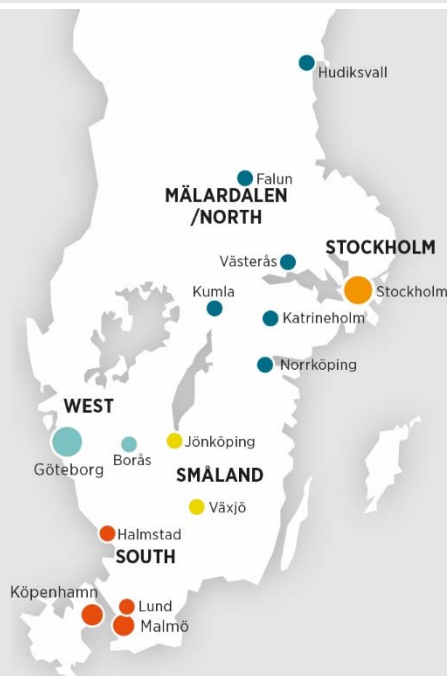 Hudiksvall
Falun
MÄLARDALEN
/NORTH
STOCKHOLM
Västerås
Stockholm
Kumla
Katrineholm
Norrköping
WEST
Göteborg
Borås
Jönköping
SMÅLAND
Växjö
Halmstad
SOUTH
Köpenhamn
Lund
Malmö